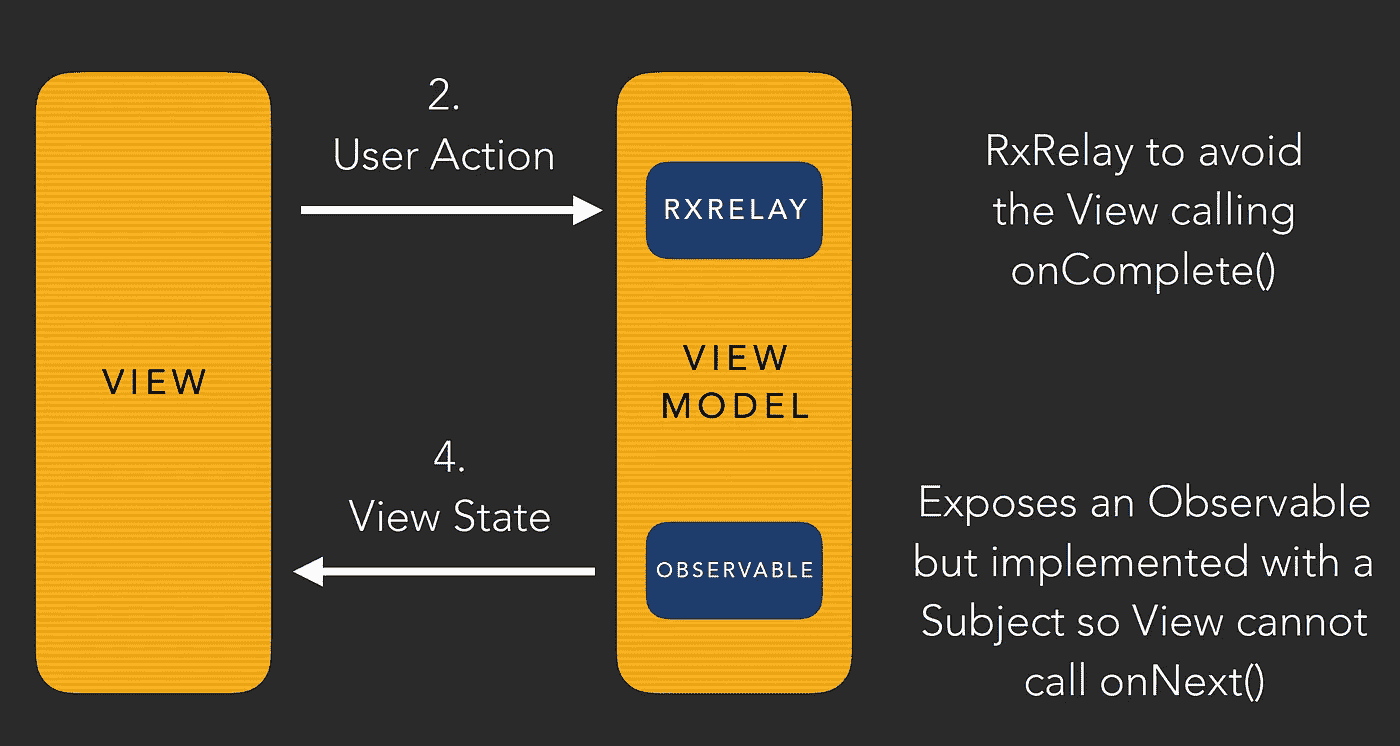 2.
User Action
RXRELAY
RxRelay to avoid
the View calling
onComplete()
VIEW
VIEW
MODEL
4.
View State
OBSERVABLE
Exposes an Observable
but implemented with a
Subject so View cannot
call onNext()